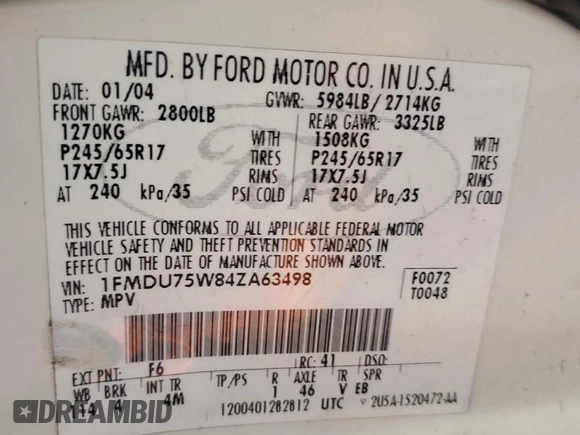 MFD. BY FORD MOTOR CO. IN U.S.A.
DATE: 01/04 GVWR: 5984LB/ 2714KG
FRONT GAWR: 2800LB REAR GAWR: 3325LB
1270KG WITH 1508KG WITH
P245/65R17 TIRES P245/65R17 TIRES
17X7.5J RIMS 17X7.5J RIMS
AT 240 kPa/35 PSI COLD AT 240 kPa/35 PSI COLD
Ford
THIS VEHICLE CONFORMS TO ALL APPLICABLE FEDERAL MOTOR
VEHICLE SAFETY AND THEFT PREVENTION STANDARDS IN
EFFECT ON THE DATE OF MANUFACTURE SHOWN ABOVE.
VIN: 1FMDU75W84ZA63498 F0072
TYPE: MPV T0048
EXT PNT: F6 RC: 41 DSO:
WB BRK INT TR TP/PS R AXLE TR SPR
114 4 4M 1 46 V EB
1200401282812 UTC 2U5A-1520472-AA
DREAMBID